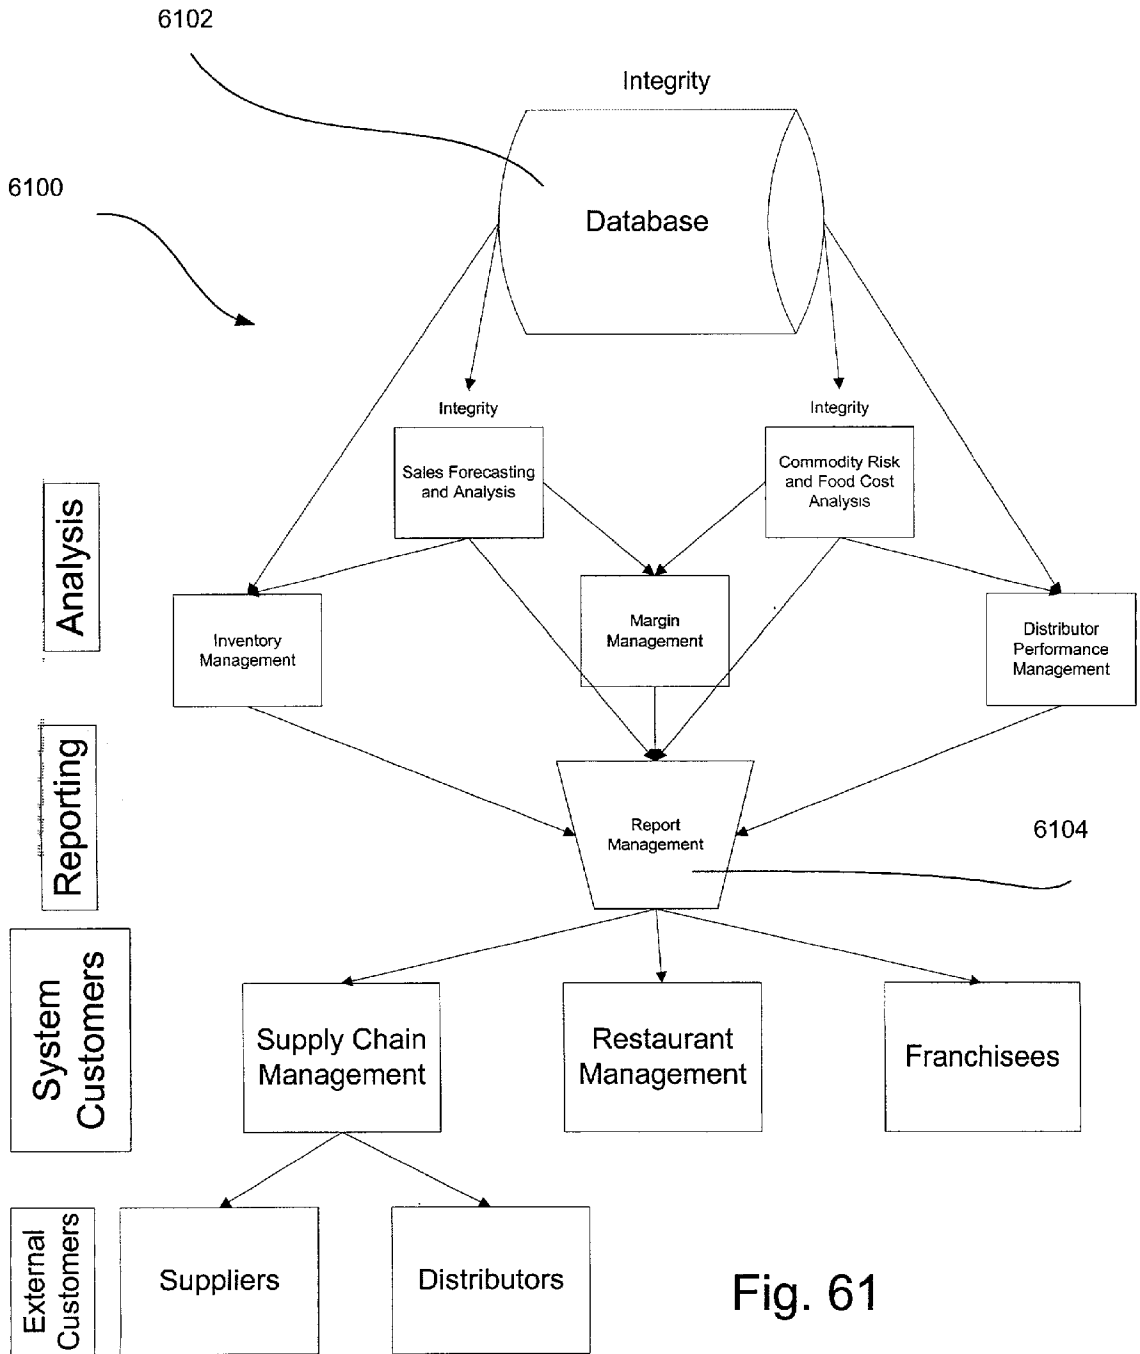 6102
Integrity
6100
Database
Integrity
Integrity
Sales Forecasting
and Analysis
Commodity Risk
and Food Cost
Analysis
Analysis
Inventory
Management
Margin
Management
Distributor
Performance
Management
Reporting
Report
Management
6104
System
Customers
Supply Chain
Management
Restaurant
Management
Franchisees
External
Customers
Suppliers
Distributors
Fig. 61